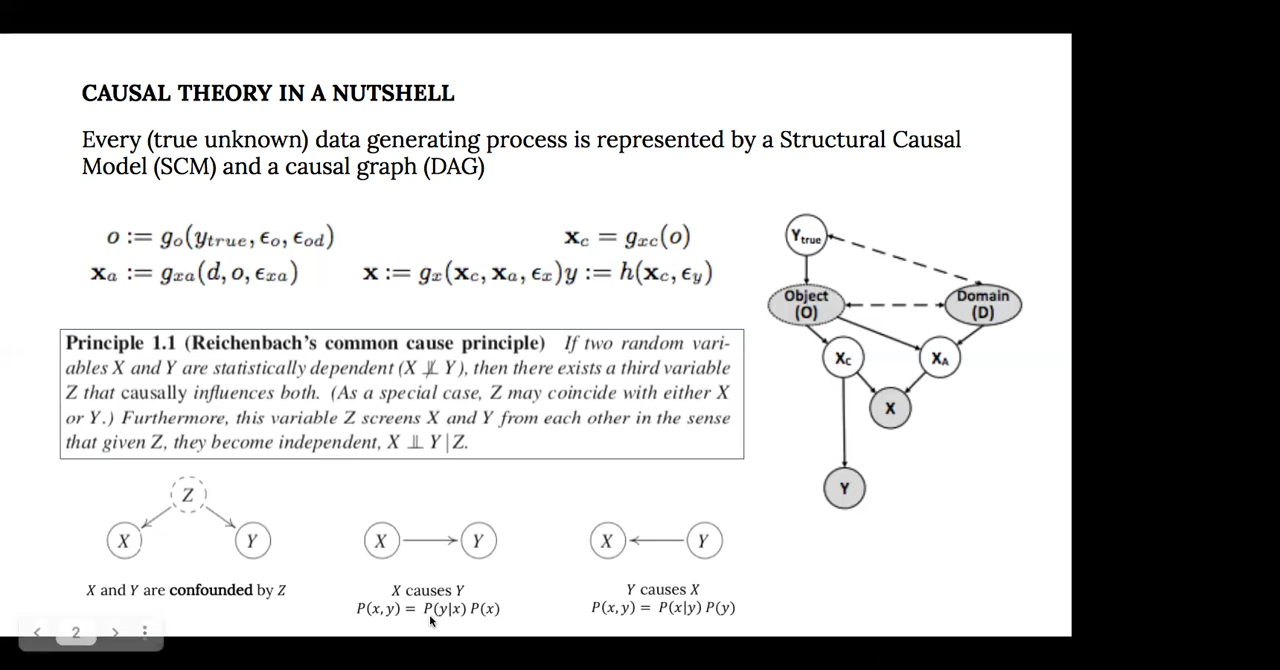 CAUSAL THEORY IN A NUTSHELL
Every (true unknown) data generating process is represented by a Structural Causal
Model (SCM) and a causal graph (DAG)
o := g_o(y_true, ϵ_o, ϵ_od)
x_c = g_xc(o)
x_a := g_xa(d, o, ϵ_xa)
x := g_x(x_c, x_a, ϵ_x)y := h(x_c, ϵ_y)
Principle 1.1 (Reichenbach's common cause principle) If two random vari-
ables X and Y are statistically dependent (X ⫫̸ Y), then there exists a third variable
Z that causally influences both. (As a special case, Z may coincide with either X
or Y.) Furthermore, this variable Z screens X and Y from each other in the sense
that given Z, they become independent, X ⫫ Y | Z.
Y_true
Object
(O)
Domain
(D)
X_C
X_A
X
Y
Z
X
Y
X and Y are confounded by Z
X
Y
X causes Y
P(x,y) = P(y|x) P(x)
X
Y
Y causes X
P(x,y) = P(x|y) P(y)
2